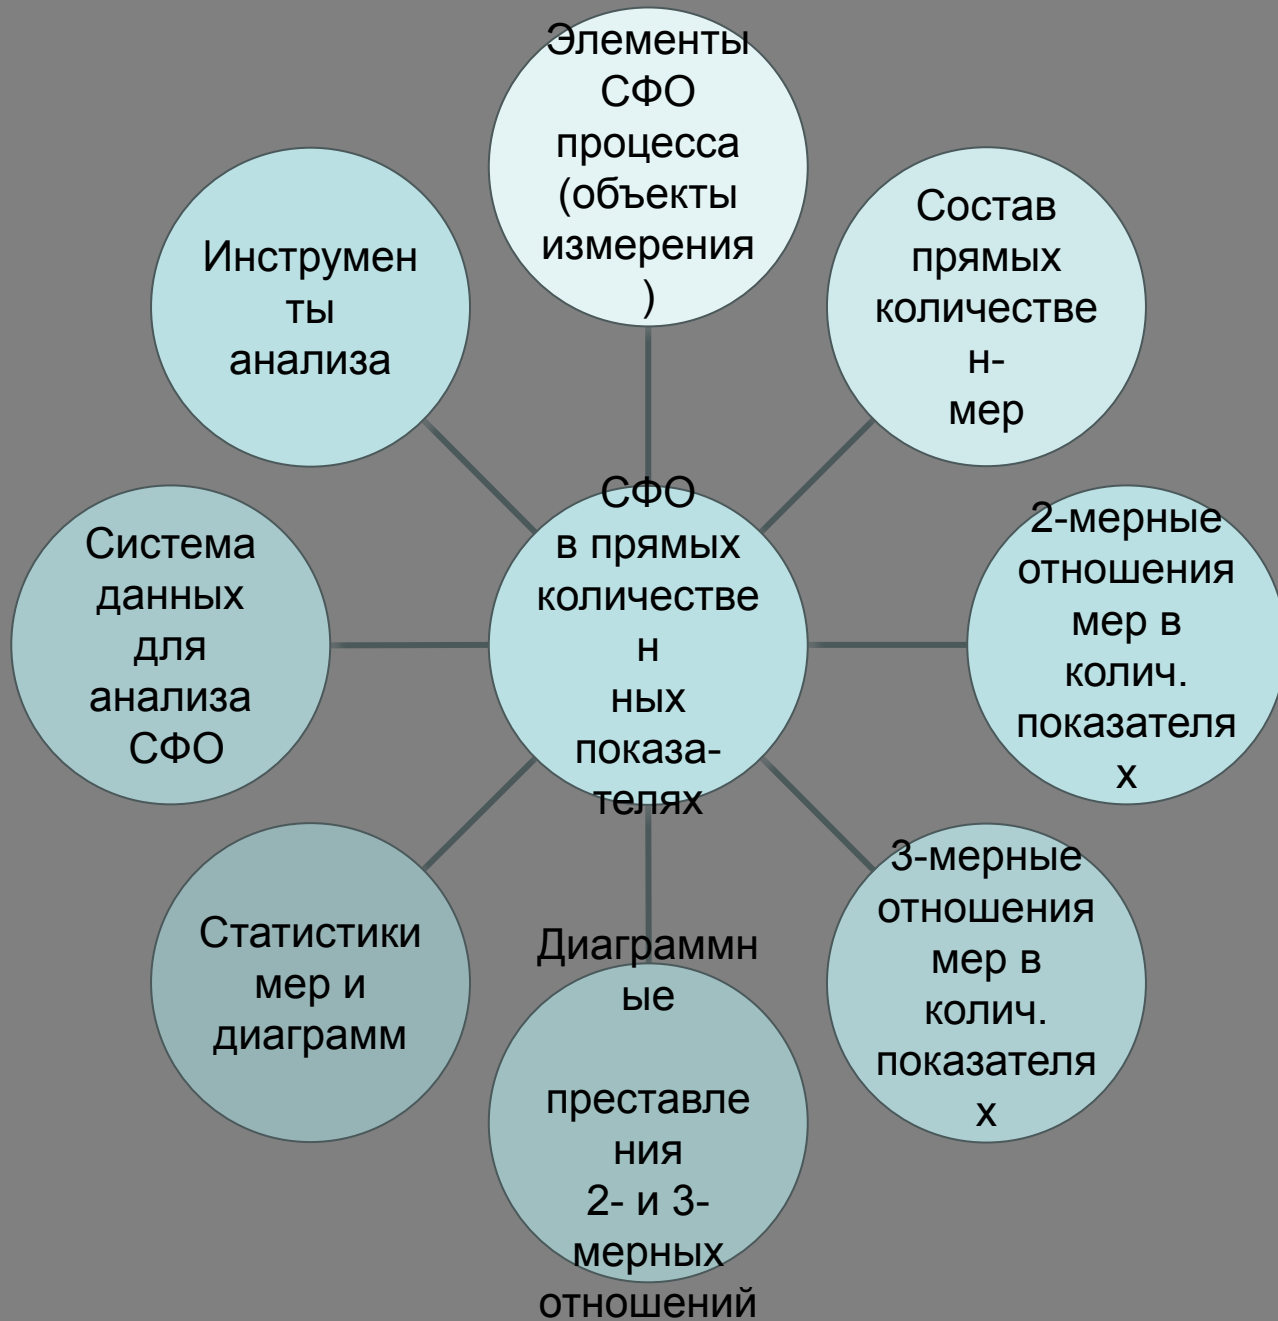 Элементы
СФО
процесса
(объекты
измерения
)
Состав
прямых
количестве
н-
мер
2-мерные
отношения
мер в
колич.
показателя
х
3-мерные
отношения
мер в
колич.
показателя
х
Диаграммн
ые
преставле
ния
2- и 3-
мерных
отношений
Статистики
мер и
диаграмм
Система
данных
для
анализа
СФО
Инструмен
ты
анализа
СФО
в прямых
количестве
н
ных
показа-
телях